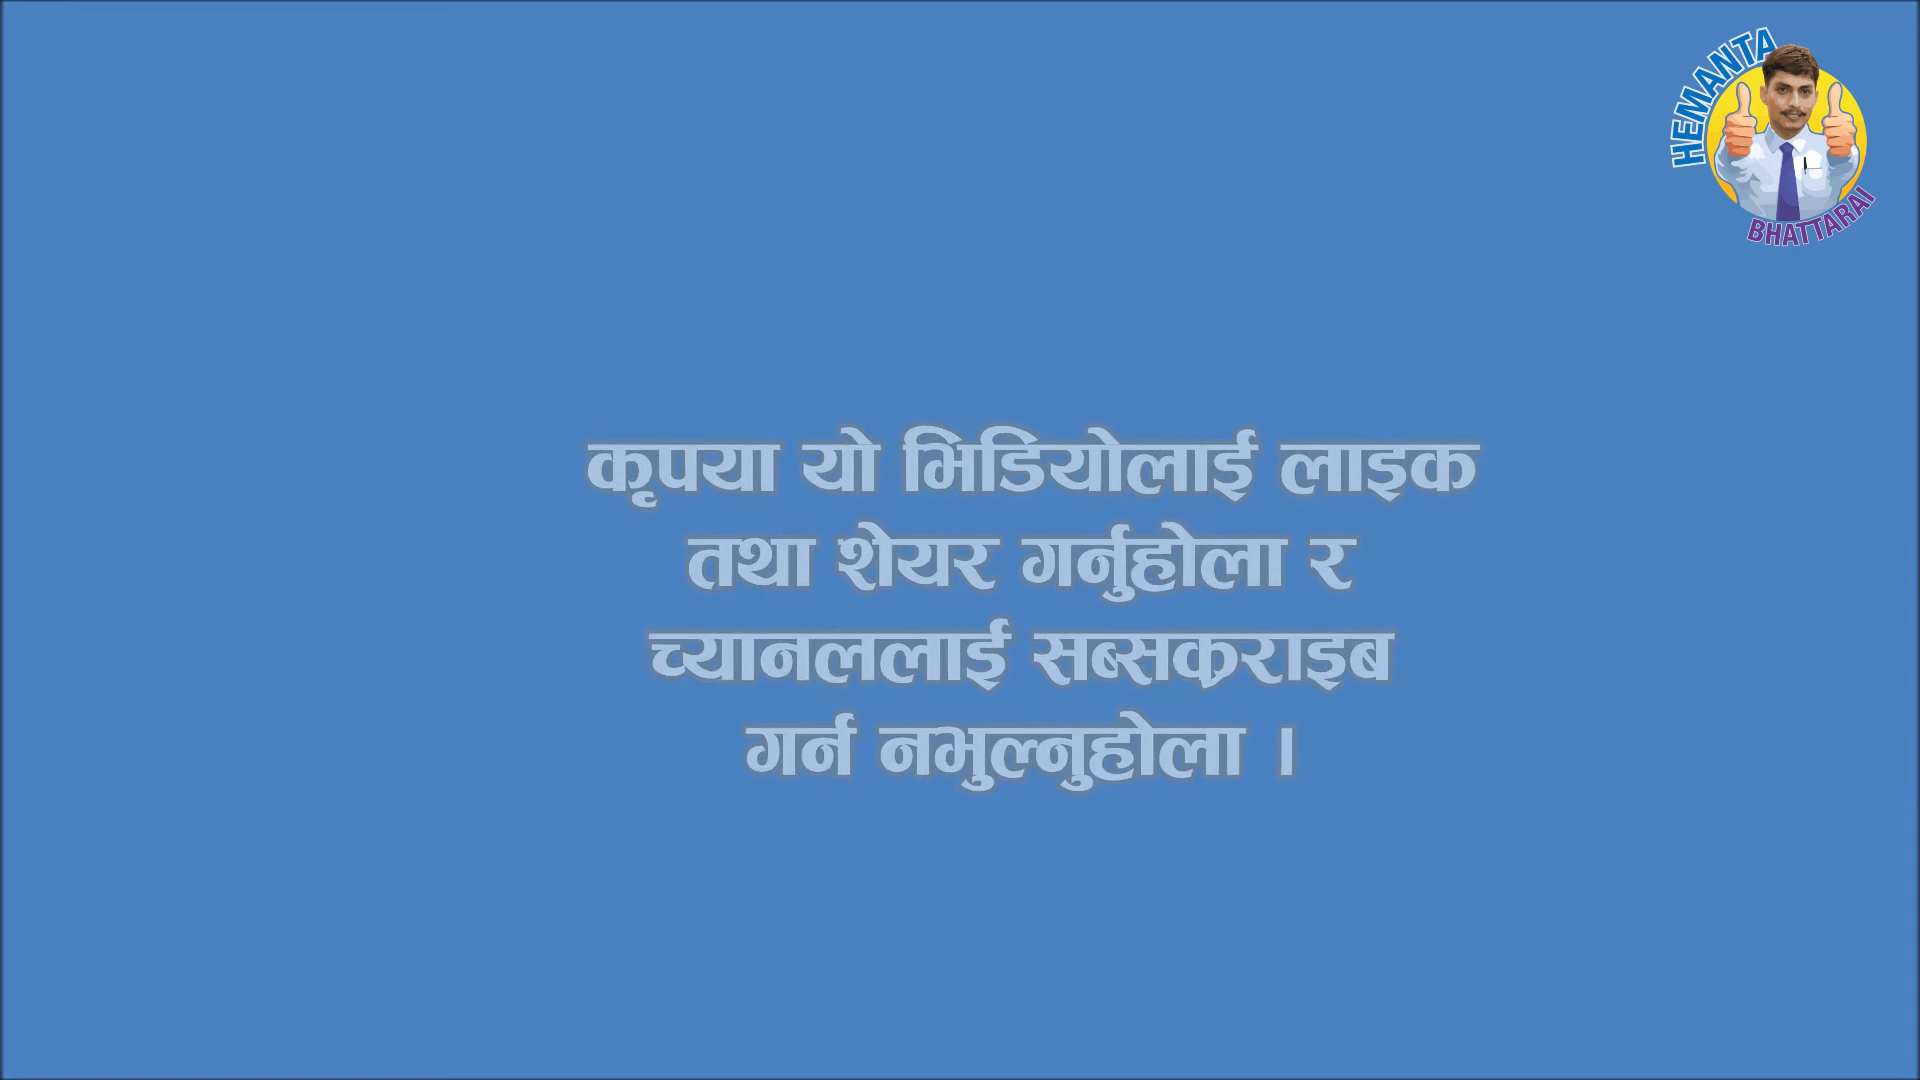 HEMANTA
BHATTARAI
कृपया यो भिडियोलाई लाइक
तथा शेयर गर्नुहोला र
च्यानललाई सब्सक्राइब
गर्न नभुल्नुहोला ।